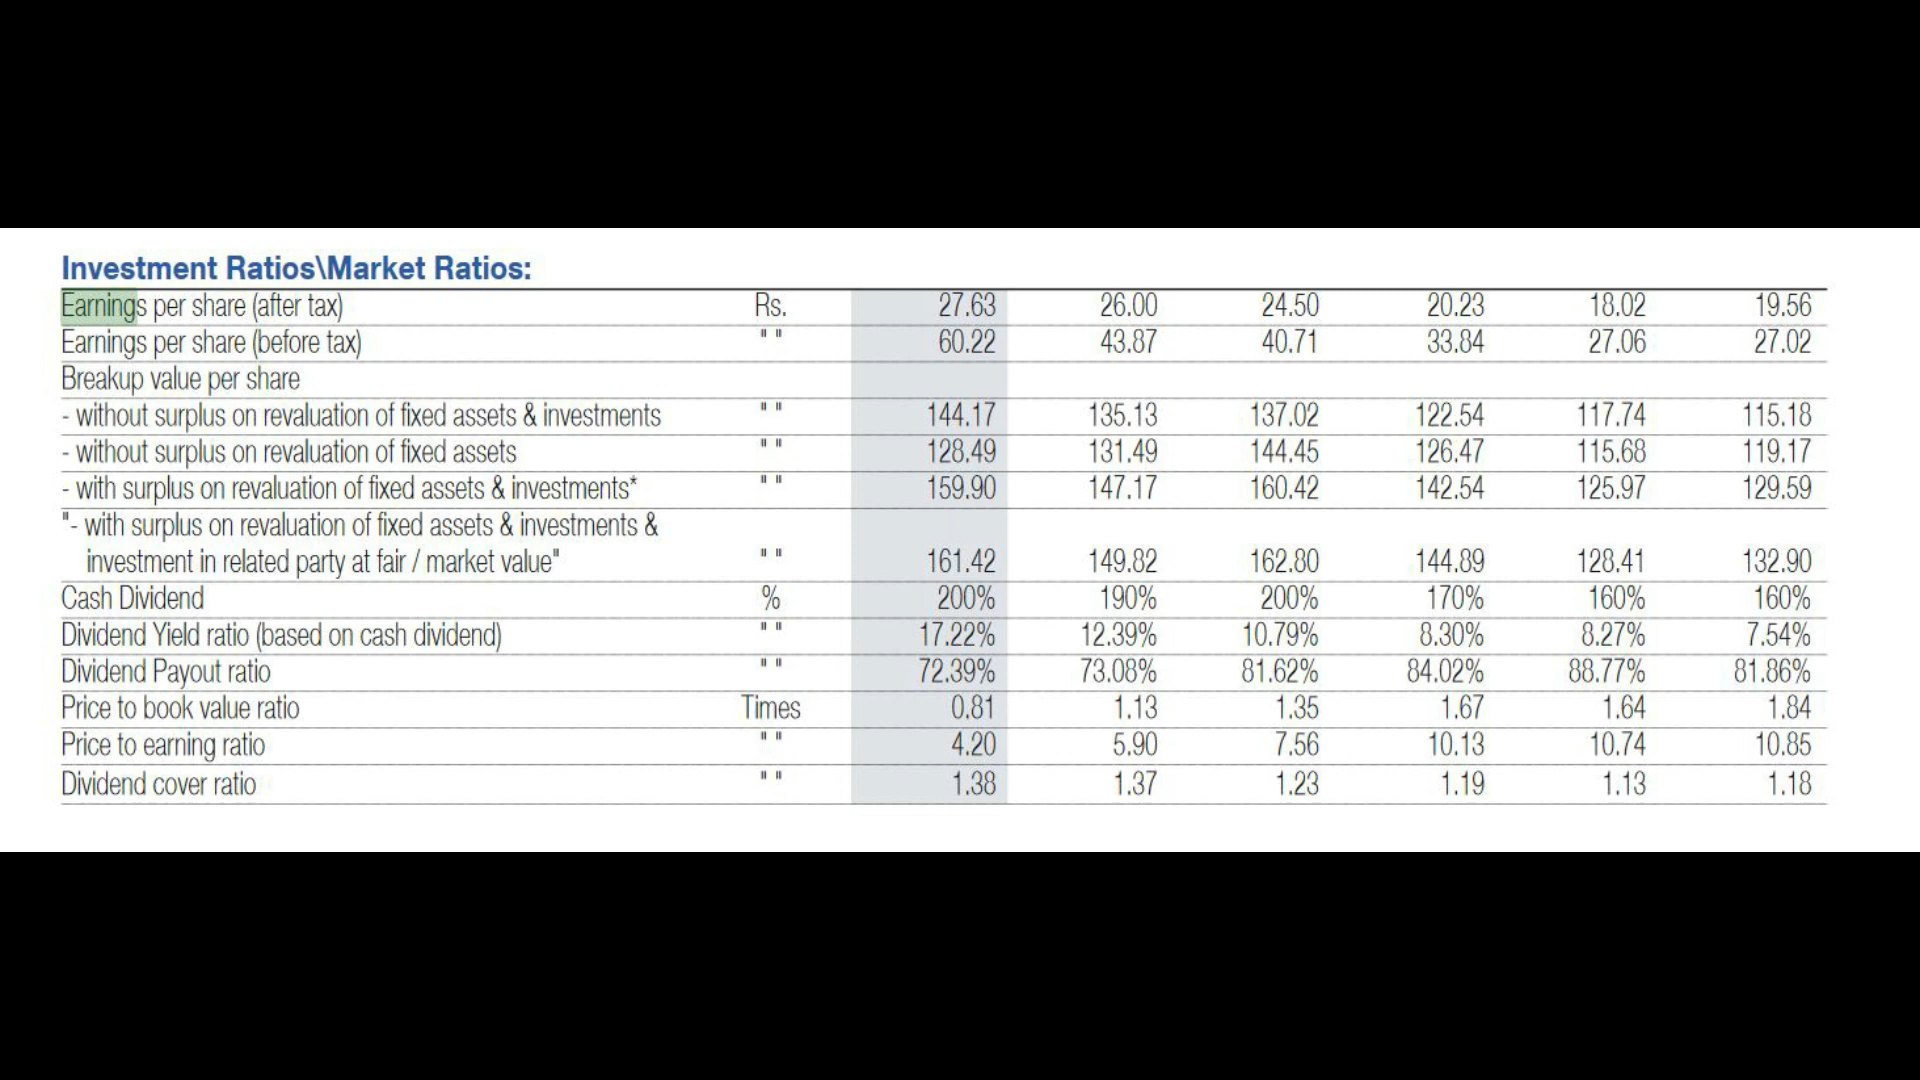 Investment Ratios\Market Ratios:
Earnings per share (after tax) Rs. 27.63 26.00 24.50 20.23 18.02 19.56
Earnings per share (before tax) " " 60.22 43.87 40.71 33.84 27.06 27.02
Breakup value per share
- without surplus on revaluation of fixed assets & investments " " 144.17 135.13 137.02 122.54 117.74 115.18
- without surplus on revaluation of fixed assets " " 128.49 131.49 144.45 126.47 115.68 119.17
- with surplus on revaluation of fixed assets & investments* " " 159.90 147.17 160.42 142.54 125.97 129.59
"- with surplus on revaluation of fixed assets & investments &
investment in related party at fair / market value" " " 161.42 149.82 162.80 144.89 128.41 132.90
Cash Dividend % 200% 190% 200% 170% 160% 160%
Dividend Yield ratio (based on cash dividend) " " 17.22% 12.39% 10.79% 8.30% 8.27% 7.54%
Dividend Payout ratio " " 72.39% 73.08% 81.62% 84.02% 88.77% 81.86%
Price to book value ratio Times 0.81 1.13 1.35 1.67 1.64 1.84
Price to earning ratio " " 4.20 5.90 7.56 10.13 10.74 10.85
Dividend cover ratio " " 1.38 1.37 1.23 1.19 1.13 1.18